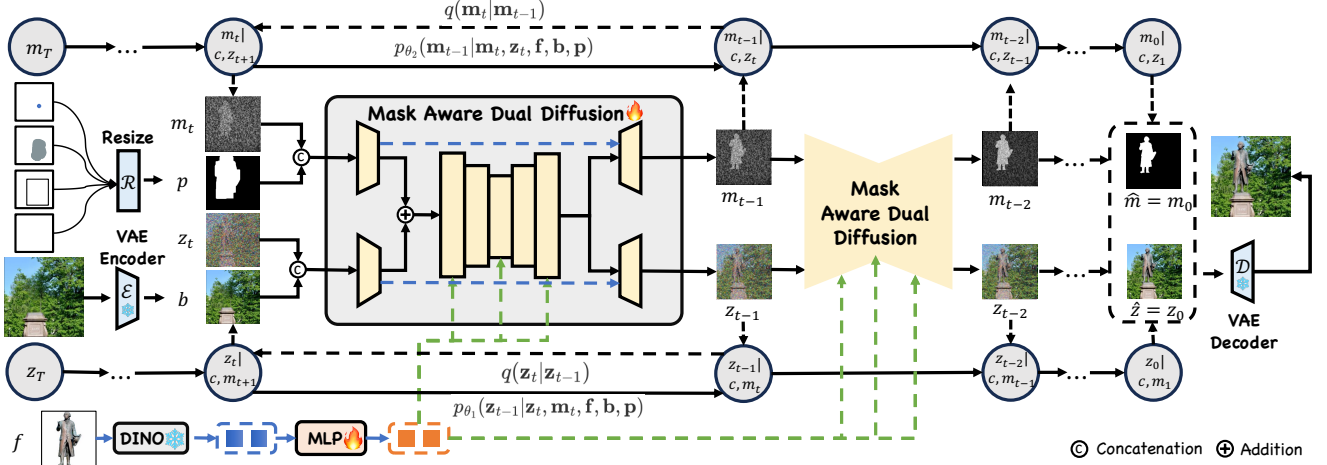 q(m_t|m_{t-1})
m_T
...
m_t|
c, z_{t+1}
p_{θ_2}(m_{t-1}|m_t, z_t, f, b, p)
m_{t-1}|
c, z_t
m_{t-2}|
c, z_{t-1}
...
m_0|
c, z_1
Mask Aware Dual Diffusion
m_t
Resize
R
p
C
VAE
Encoder
E
z_t
b
C
+
m_{t-1}
z_{t-1}
Mask
Aware Dual
Diffusion
m_{t-2}
...
z_{t-2}
...
m̂ = m_0
ẑ = z_0
D
VAE
Decoder
z_T
...
z_t|
c, m_{t+1}
q(z_t|z_{t-1})
p_{θ_1}(z_{t-1}|z_t, m_t, f, b, p)
z_{t-1}|
c, m_t
z_{t-2}|
c, m_{t-1}
...
z_0|
c, m_1
f
DINO
MLP
C Concatenation
+ Addition